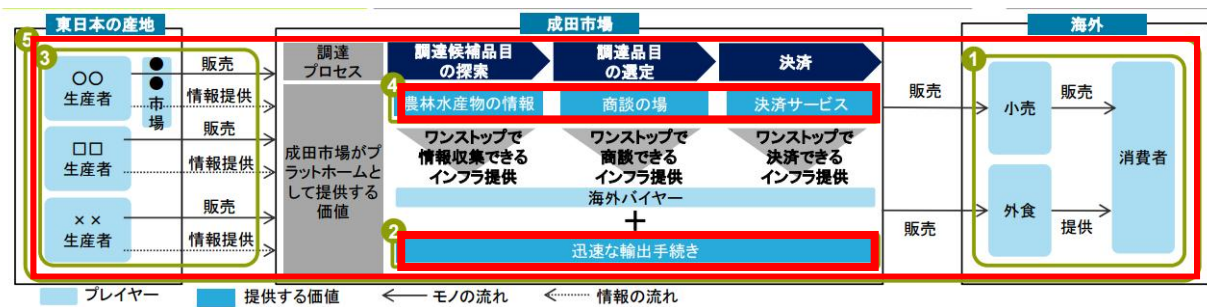 東日本の産地
成田市場
海外
⑤
③
○○
生産者
●●市場
販売
情報提供
□□
生産者
販売
情報提供
××
生産者
販売
情報提供
調達
プロセス
調達候補品目
の探索
調達品目
の選定
決済
成田市場がプ
ラットホームと
して提供する
価値
④
農林水産物の情報
商談の場
決済サービス
ワンストップで
情報収集できる
インフラ提供
ワンストップで
商談できる
インフラ提供
ワンストップで
決済できる
インフラ提供
海外バイヤー
+
②
迅速な輸出手続き
販売
販売
①
小売
販売
外食
提供
消費者
プレイヤー
提供する価値
モノの流れ
情報の流れ